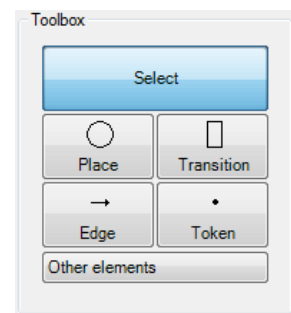 Toolbox
Select
Place
Transition
Edge
Token
Other elements